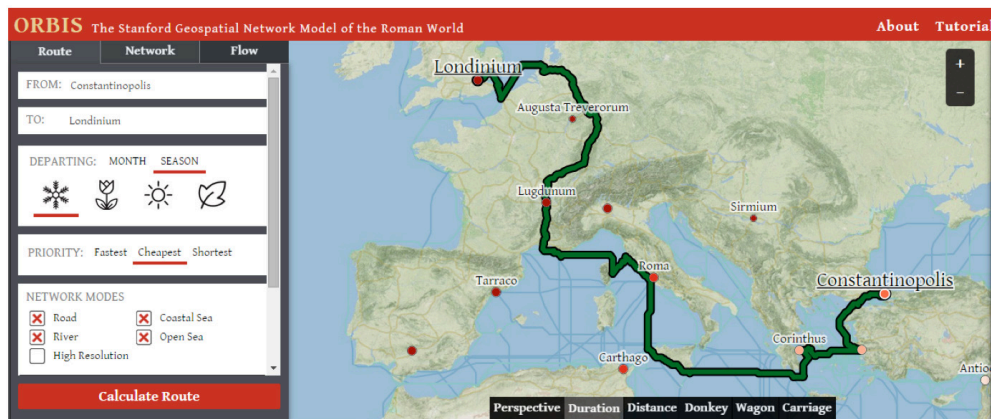 ORBIS The Stanford Geospatial Network Model of the Roman World
About Tutorial
Route Network Flow
FROM: Constantinopolis
TO: Londinium
DEPARTING: MONTH SEASON
PRIORITY: Fastest Cheapest Shortest
NETWORK MODES
Road Coastal Sea
River Open Sea
High Resolution
Calculate Route
+
−
Londinium
Augusta Treverorum
Lugdunum
Sirmium
Roma
Tarraco
Constantinopolis
Corinthus
Carthago
Antioc
Perspective Duration Distance Donkey Wagon Carriage